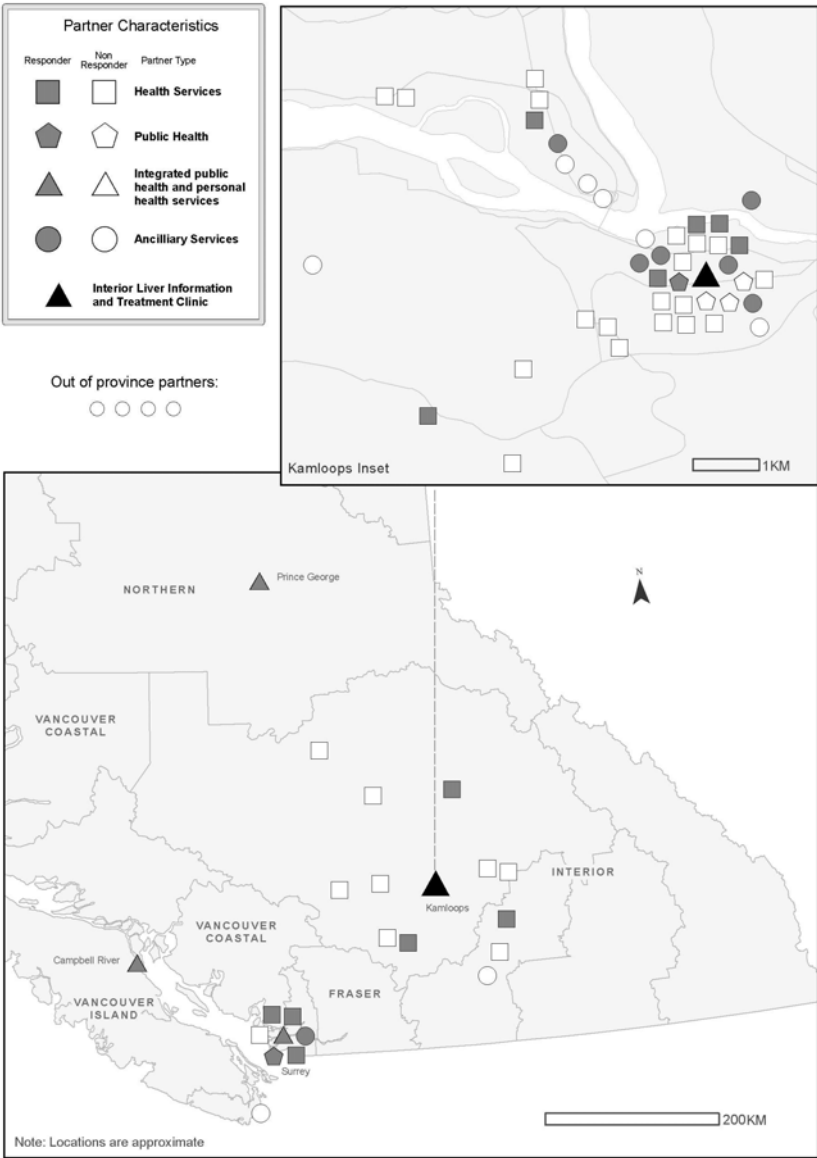 Partner Characteristics
Responder
Non
Responder
Partner Type
Health Services
Public Health
Integrated public
health and personal
health services
Ancilliary Services
Interior Liver Information
and Treatment Clinic
Out of province partners:
Kamloops Inset
1KM
N
NORTHERN
Prince George
VANCOUVER
COASTAL
INTERIOR
Kamloops
VANCOUVER
COASTAL
Campbell River
FRASER
VANCOUVER
ISLAND
Surrey
200KM
Note: Locations are approximate